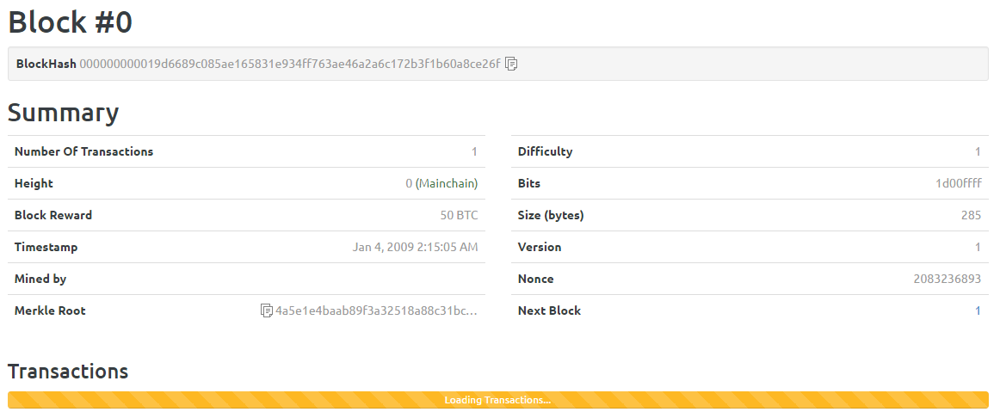 Block #0
BlockHash 000000000019d6689c085ae165831e934ff763ae46a2a6c172b3f1b60a8ce26f
Summary
Number Of Transactions 1
Height 0 (Mainchain)
Block Reward 50 BTC
Timestamp Jan 4, 2009 2:15:05 AM
Mined by
Merkle Root 4a5e1e4baab89f3a32518a88c31bc...
Difficulty 1
Bits 1d00ffff
Size (bytes) 285
Version 1
Nonce 2083236893
Next Block 1
Transactions
Loading Transactions...